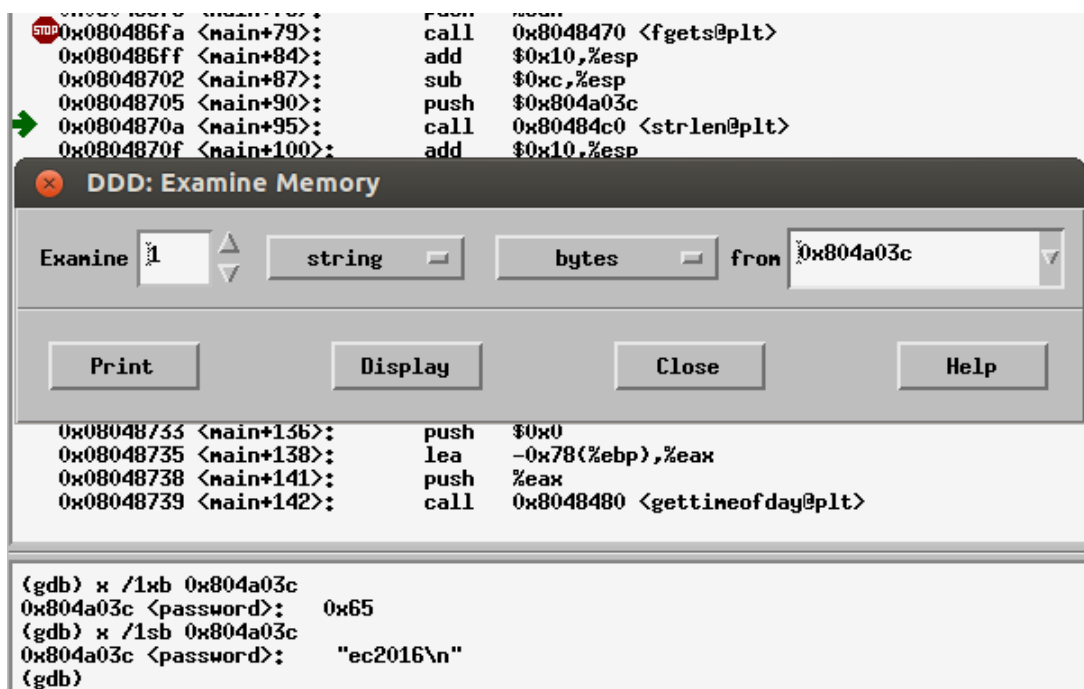 STOP 0x080486fa <main+79>: call 0x8048470 <fgets@plt>
0x080486ff <main+84>: add $0x10,%esp
0x08048702 <main+87>: sub $0xc,%esp
0x08048705 <main+90>: push $0x804a03c
0x0804870a <main+95>: call 0x80484c0 <strlen@plt>
0x0804870f <main+100>: add $0x10,%esp
DDD: Examine Memory
Examine 1 string bytes from 0x804a03c
Print Display Close Help
0x08048733 <main+136>: push $0x0
0x08048735 <main+138>: lea -0x78(%ebp),%eax
0x08048738 <main+141>: push %eax
0x08048739 <main+142>: call 0x8048480 <gettimeofday@plt>
(gdb) x /1xb 0x804a03c
0x804a03c <password>: 0x65
(gdb) x /1sb 0x804a03c
0x804a03c <password>: "ec2016\n"
(gdb)